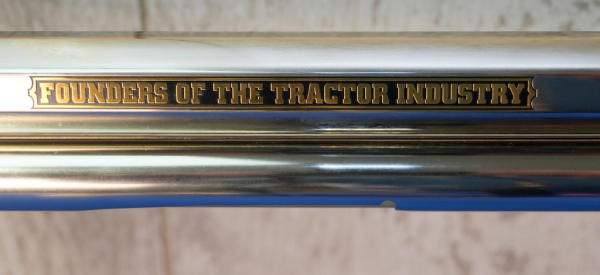 FOUNDERS OF THE TRACTOR INDUSTRY